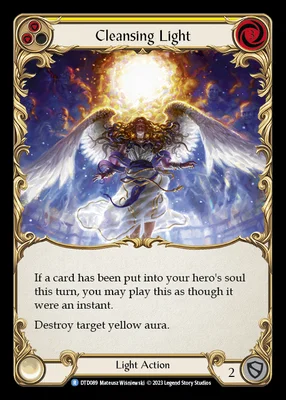 Cleansing Light
If a card has been put into your hero's soul
this turn, you may play this as though it
were an instant.
Destroy target yellow aura.
Light Action
2
R DTD089 Mateusz Wiśniewski © 2023 Legend Story Studios